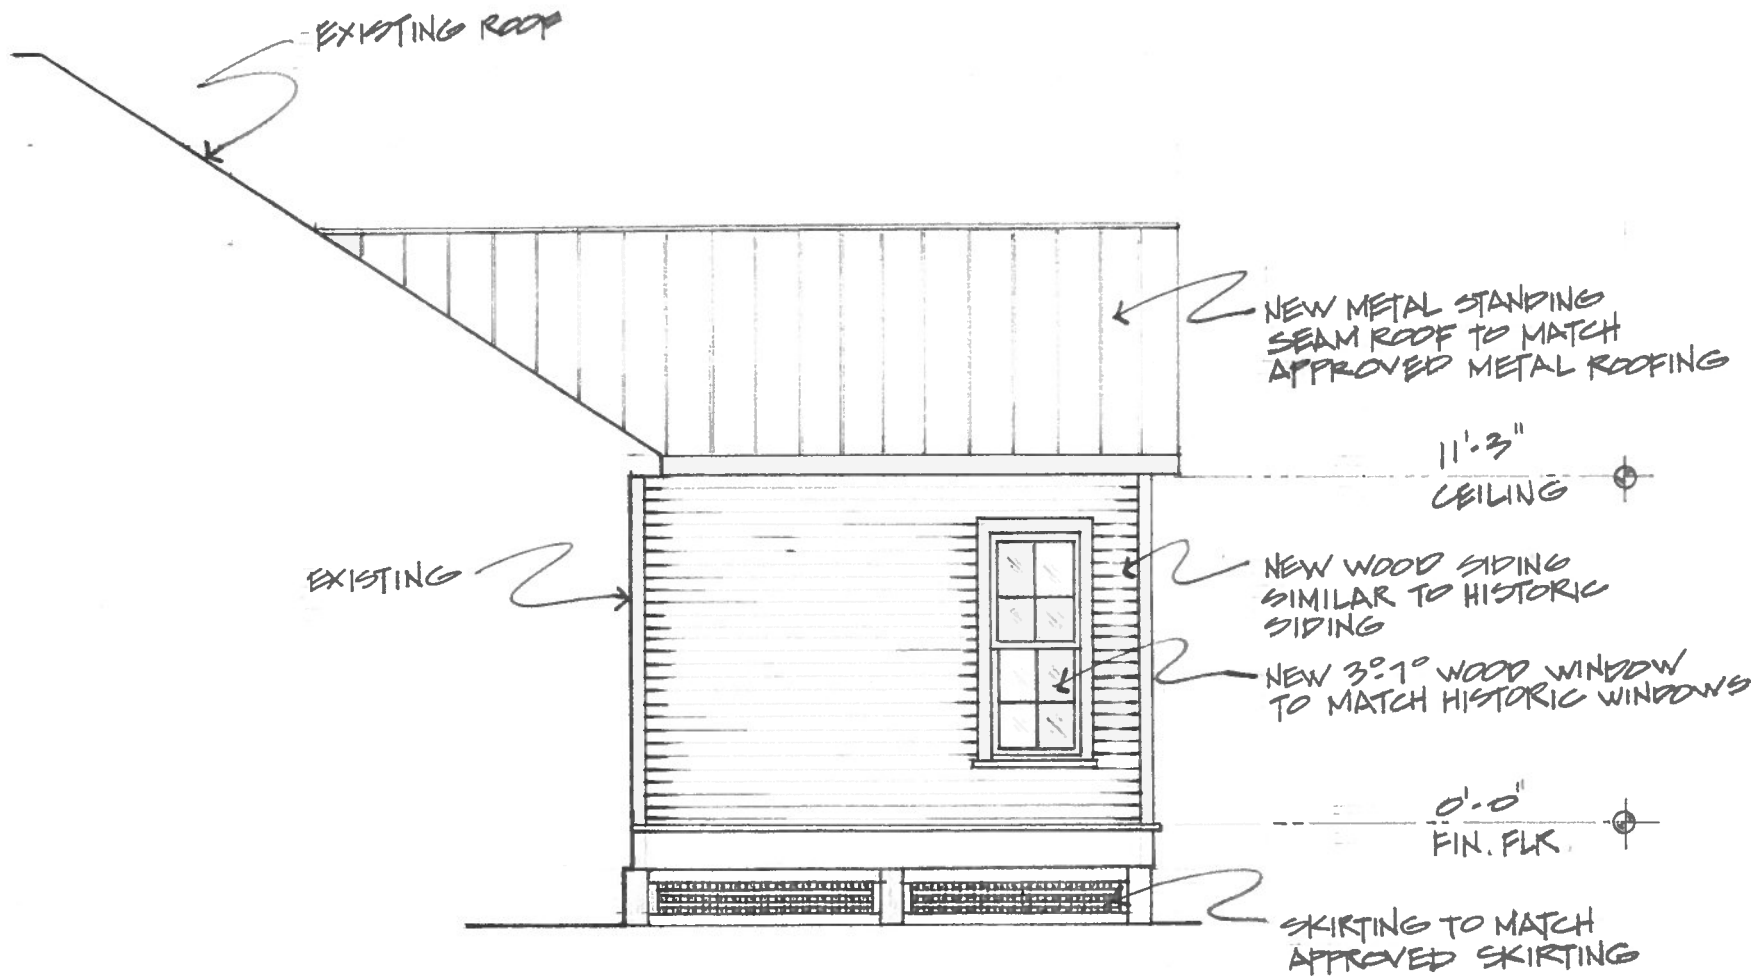 EXISTING ROOF
NEW METAL STANDING
SEAM ROOF TO MATCH
APPROVED METAL ROOFING
11'-3"
CEILING
EXISTING
NEW WOOD SIDING
SIMILAR TO HISTORIC
SIDING
NEW 3⁰7⁰ WOOD WINDOW
TO MATCH HISTORIC WINDOWS
0'-0"
FIN. FLR.
SKIRTING TO MATCH
APPROVED SKIRTING